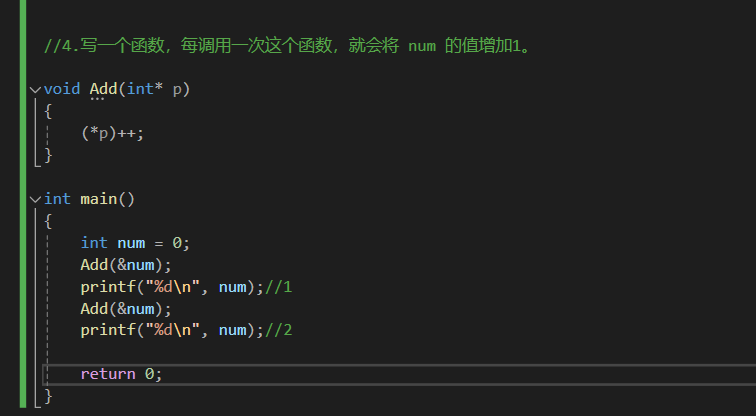 //4.写一个函数，每调用一次这个函数，就会将 num 的值增加1。
void Add(int* p)
{
    (*p)++;
}
int main()
{
    int num = 0;
    Add(&num);
    printf("%d\n", num);//1
    Add(&num);
    printf("%d\n", num);//2
    return 0;
}